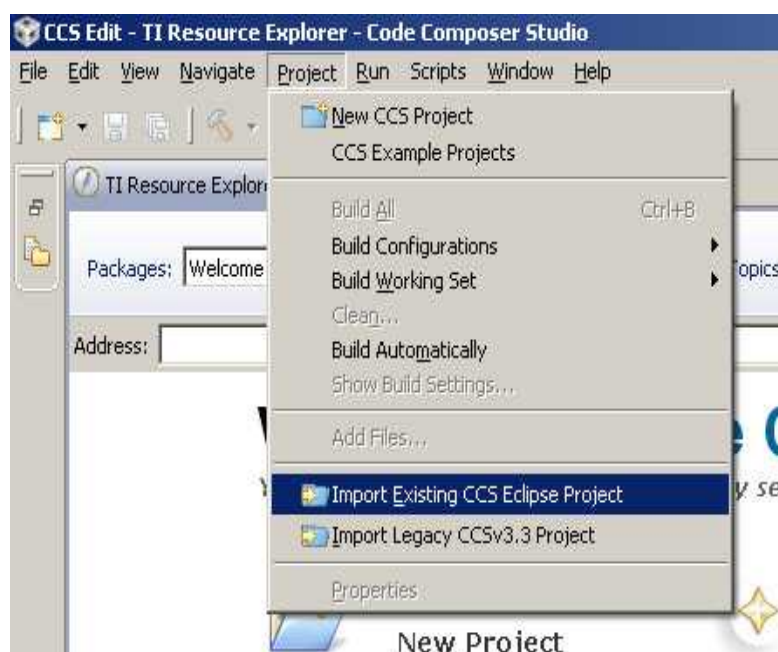 CCS Edit - TI Resource Explorer - Code Composer Studio
File Edit View Navigate Project Run Scripts Window Help
New CCS Project
CCS Example Projects
TI Resource Explor
Build All Ctrl+B
Build Configurations
Packages: Welcome opics
Build Working Set
Clean...
Address:
Build Automatically
Show Build Settings...
Add Files...
Import Existing CCS Eclipse Project
Import Legacy CCSv3.3 Project
Properties
New Project